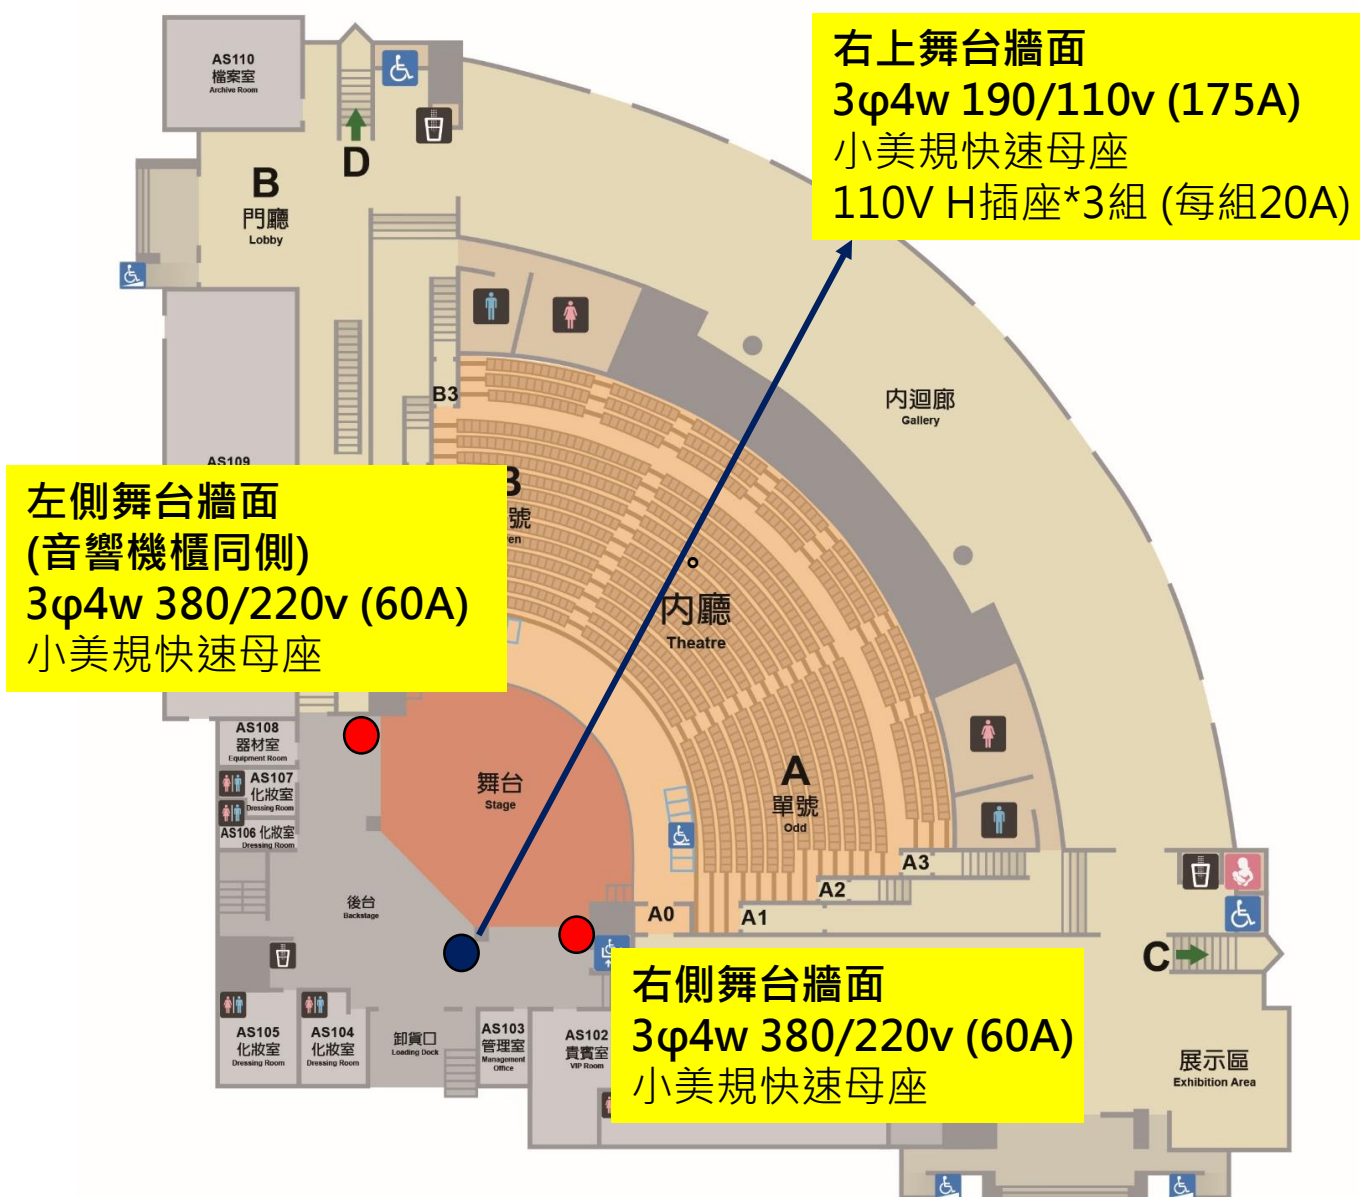 右上舞台牆面
3φ4w 190/110v (175A)
小美規快速母座
110V H插座*3組 (每組20A)
AS110
檔案室
Archive Room
D
B
門廳
Lobby
B3
内迴廊
Gallery
AS109
左側舞台牆面
(音響機櫃同側)
3φ4w 380/220v (60A)
小美規快速母座
號
内廳
Theatre
AS108
器材室
Equipment Room
AS107
化妝室
Dressing Room
AS106 化妝室
Dressing Room
舞台
Stage
A
單號
Odd
A3
A2
A1
A0
後台
Backstage
C
右側舞台牆面
3φ4w 380/220v (60A)
小美規快速母座
AS105
化妝室
Dressing Room
AS104
化妝室
Dressing Room
卸貨口
Loading Dock
AS103
管理室
Management
Office
AS102
貴賓室
VIP Room
展示區
Exhibition Area